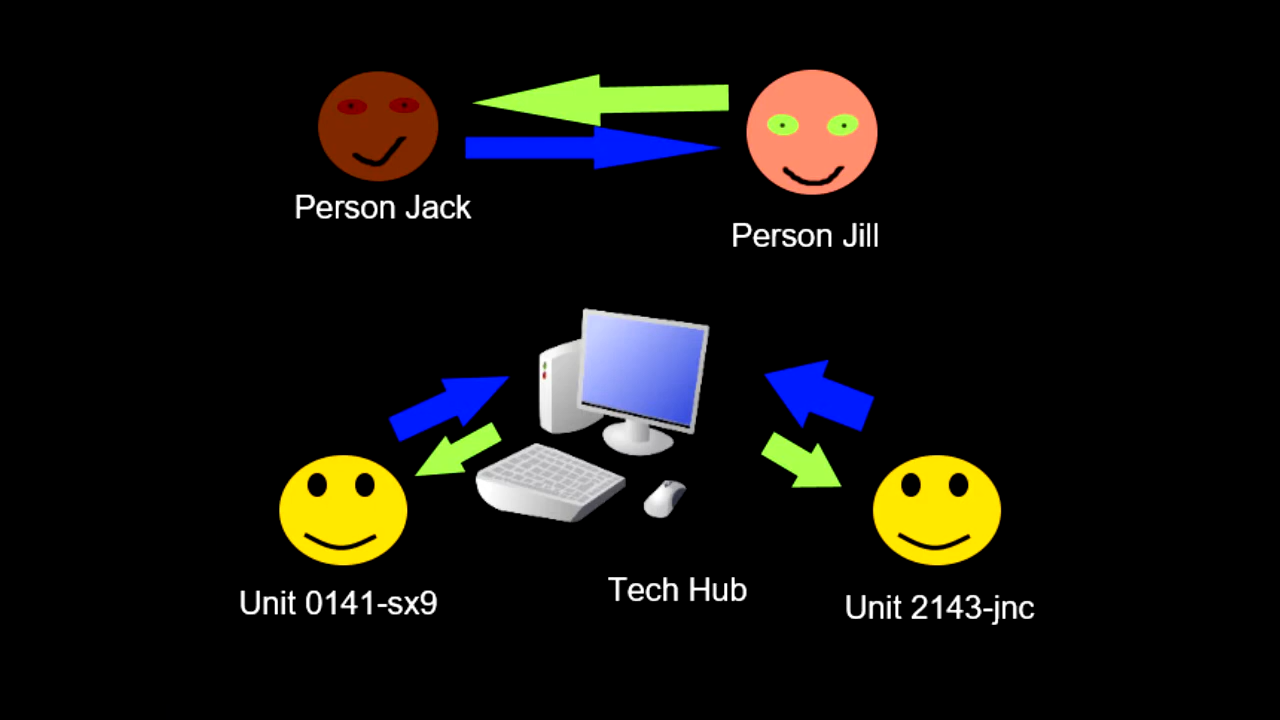 Person Jack
Person Jill
Tech Hub
Unit 0141-sx9
Unit 2143-jnc